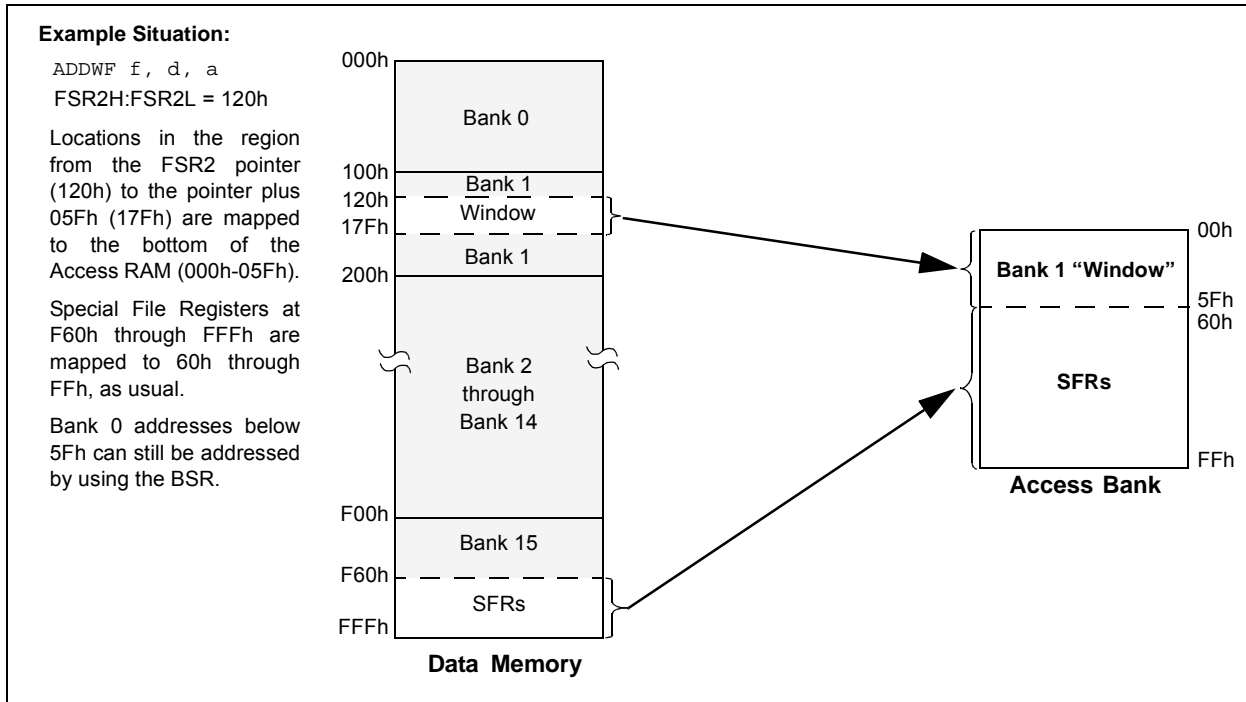 Example Situation:
ADDWF f, d, a
FSR2H:FSR2L = 120h
Locations in the region
from the FSR2 pointer
(120h) to the pointer plus
05Fh (17Fh) are mapped
to the bottom of the
Access RAM (000h-05Fh).
Special File Registers at
F60h through FFFh are
mapped to 60h through
FFh, as usual.
Bank 0 addresses below
5Fh can still be addressed
by using the BSR.
000h
Bank 0
100h
Bank 1
120h
Window
17Fh
Bank 1
200h
Bank 2
through
Bank 14
F00h
Bank 15
F60h
SFRs
FFFh
Data Memory
00h
Bank 1 “Window”
5Fh
60h
SFRs
FFh
Access Bank